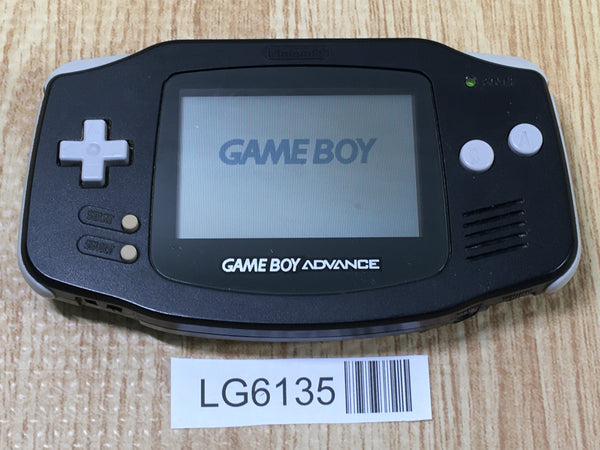 Nintendo
POWER
GAME BOY
B A
START
SELECT
GAME BOY ADVANCE
LG6135